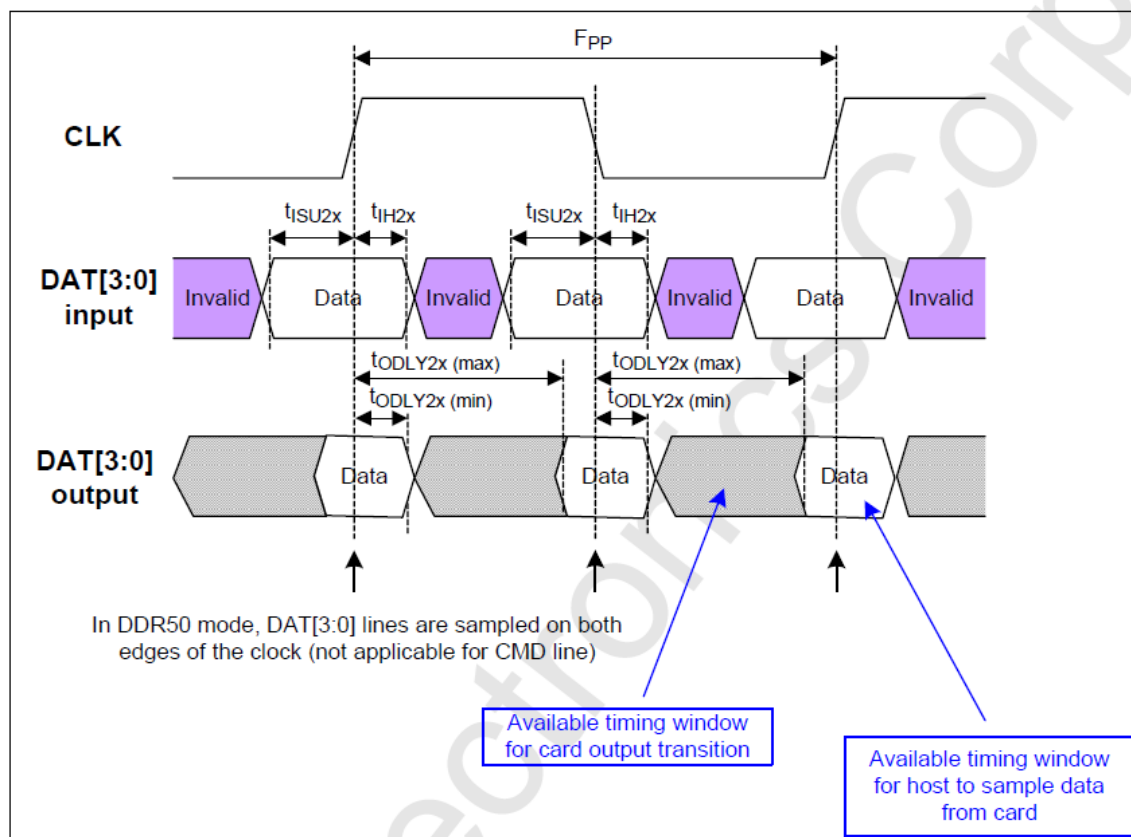 FPP
CLK
tISU2x tIH2x tISU2x tIH2x
DAT[3:0]
input
Invalid Data Invalid Data Invalid Data Invalid
tODLY2x (max) tODLY2x (max)
tODLY2x (min) tODLY2x (min)
DAT[3:0]
output
Data Data Data
In DDR50 mode, DAT[3:0] lines are sampled on both
edges of the clock (not applicable for CMD line)
Available timing window
for card output transition
Available timing window
for host to sample data
from card
ectronics Corp